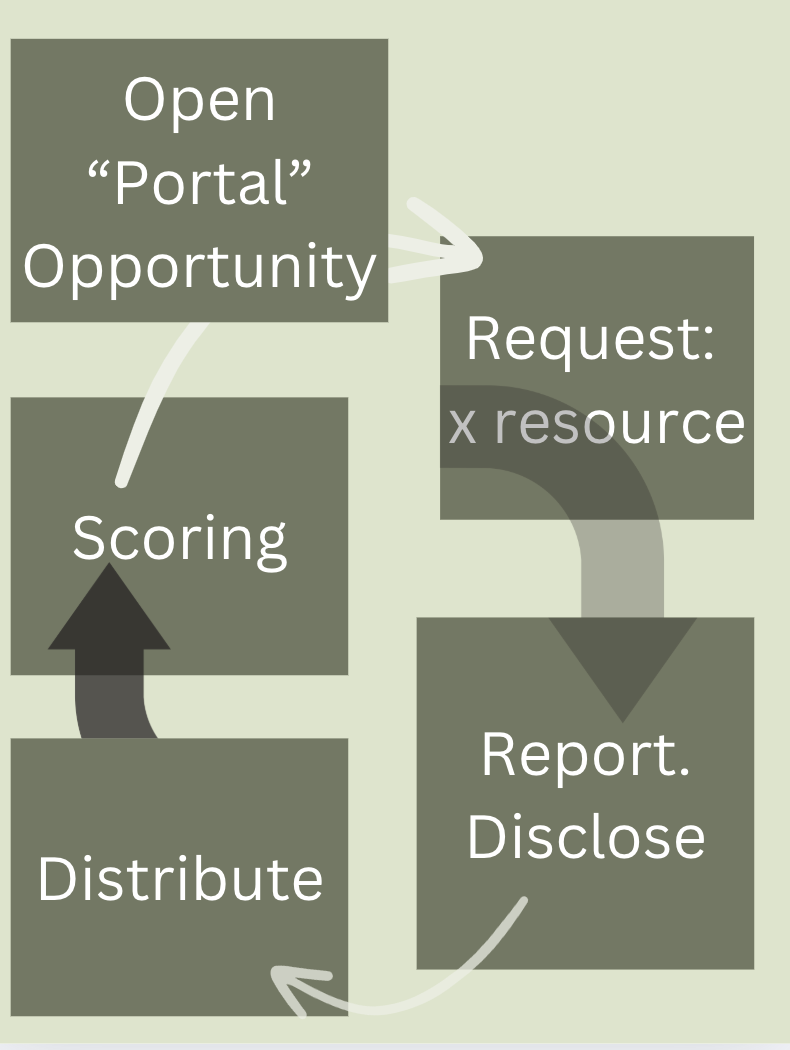 Open
“Portal”
Opportunity
Request:
x resource
Scoring
Report.
Disclose
Distribute